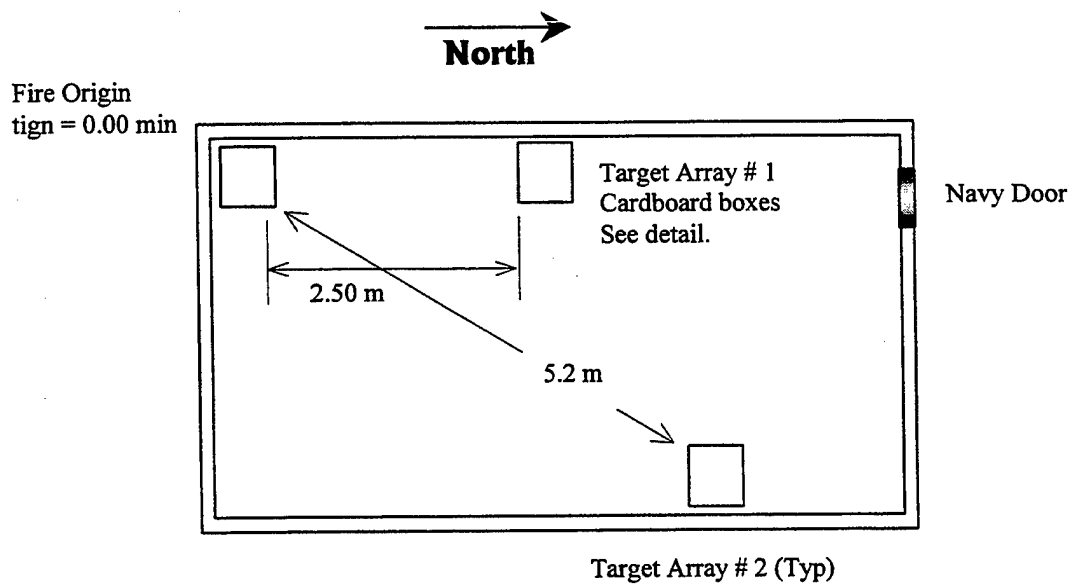 North
Fire Origin
tign = 0.00 min
Target Array # 1
Cardboard boxes
See detail.
Navy Door
2.50 m
5.2 m
Target Array # 2 (Typ)